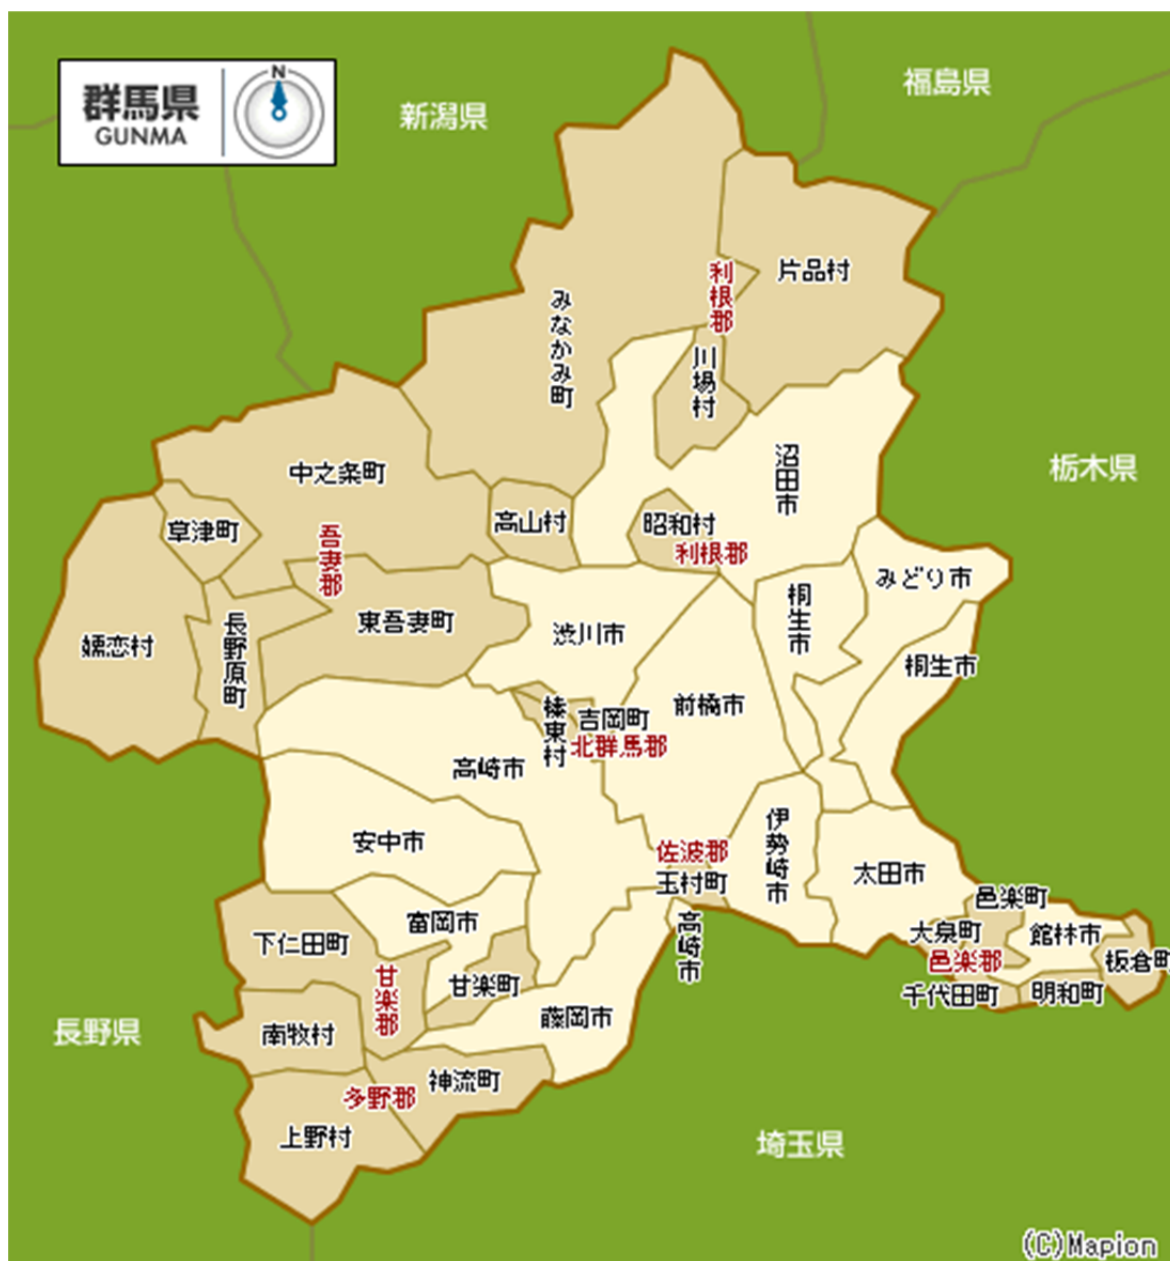 群馬県
GUNMA
N
新潟県
福島県
片品村
利根郡
みなかみ町
川場村
沼田市
栃木県
中之条町
草津町
高山村
昭和村
利根郡
吾妻郡
みどり市
桐生市
東吾妻町
渋川市
嬬恋村
長野原町
桐生市
前橋市
榛東村
吉岡町
北群馬郡
高崎市
安中市
伊勢崎市
佐波郡
玉村町
太田市
邑楽町
富岡市
下仁田町
高崎市
大泉町
館林市
邑楽郡
板倉町
甘楽郡
甘楽町
千代田町
明和町
藤岡市
長野県
南牧村
神流町
多野郡
上野村
埼玉県
(C)Mapion